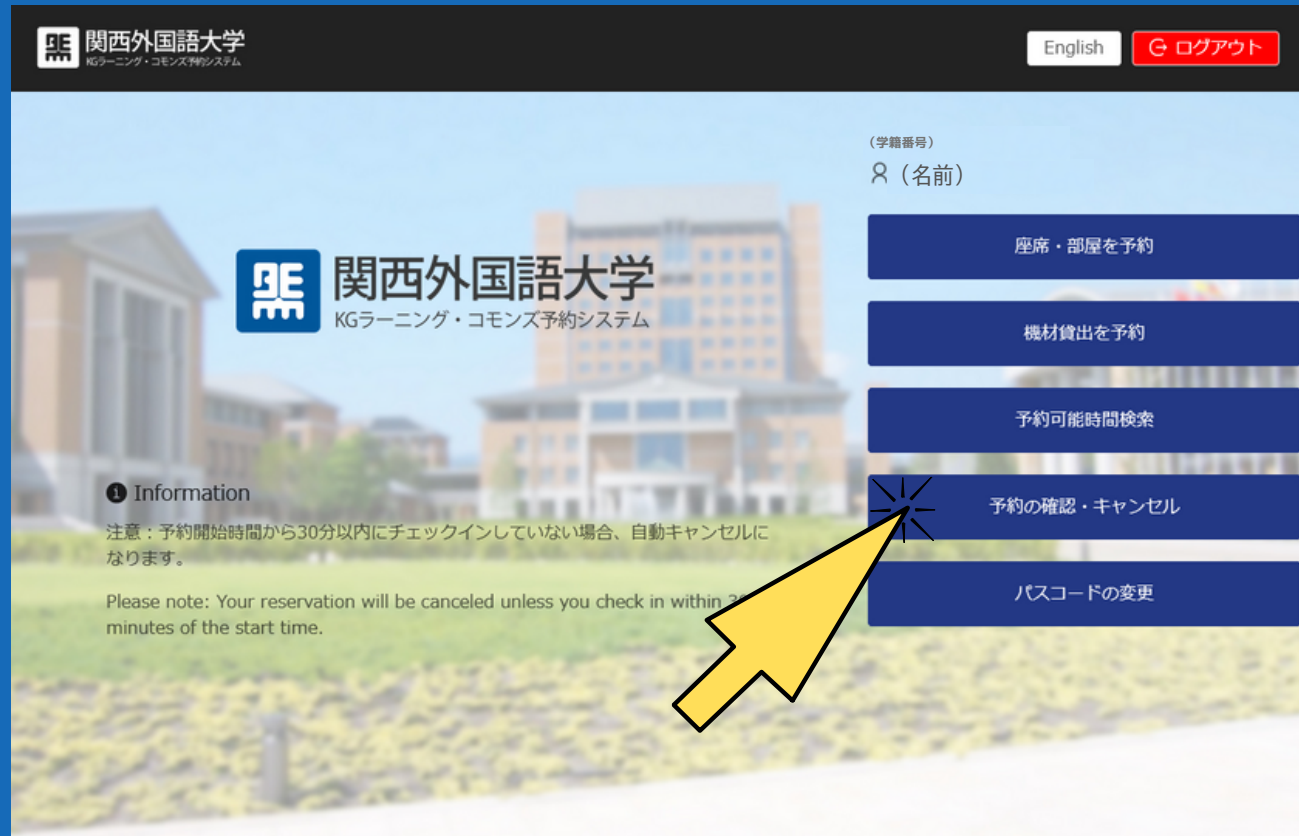 関西外国語大学
KGラーニング・コモンズ予約システム
English
ログアウト
(学籍番号)
(名前)
関西外国語大学
KGラーニング・コモンズ予約システム
座席・部屋を予約
機材貸出を予約
予約可能時間検索
予約の確認・キャンセル
パスコードの変更
Information
注意：予約開始時間から30分以内にチェックインしていない場合、自動キャンセルに
なります。
Please note: Your reservation will be canceled unless you check in within
minutes of the start time.